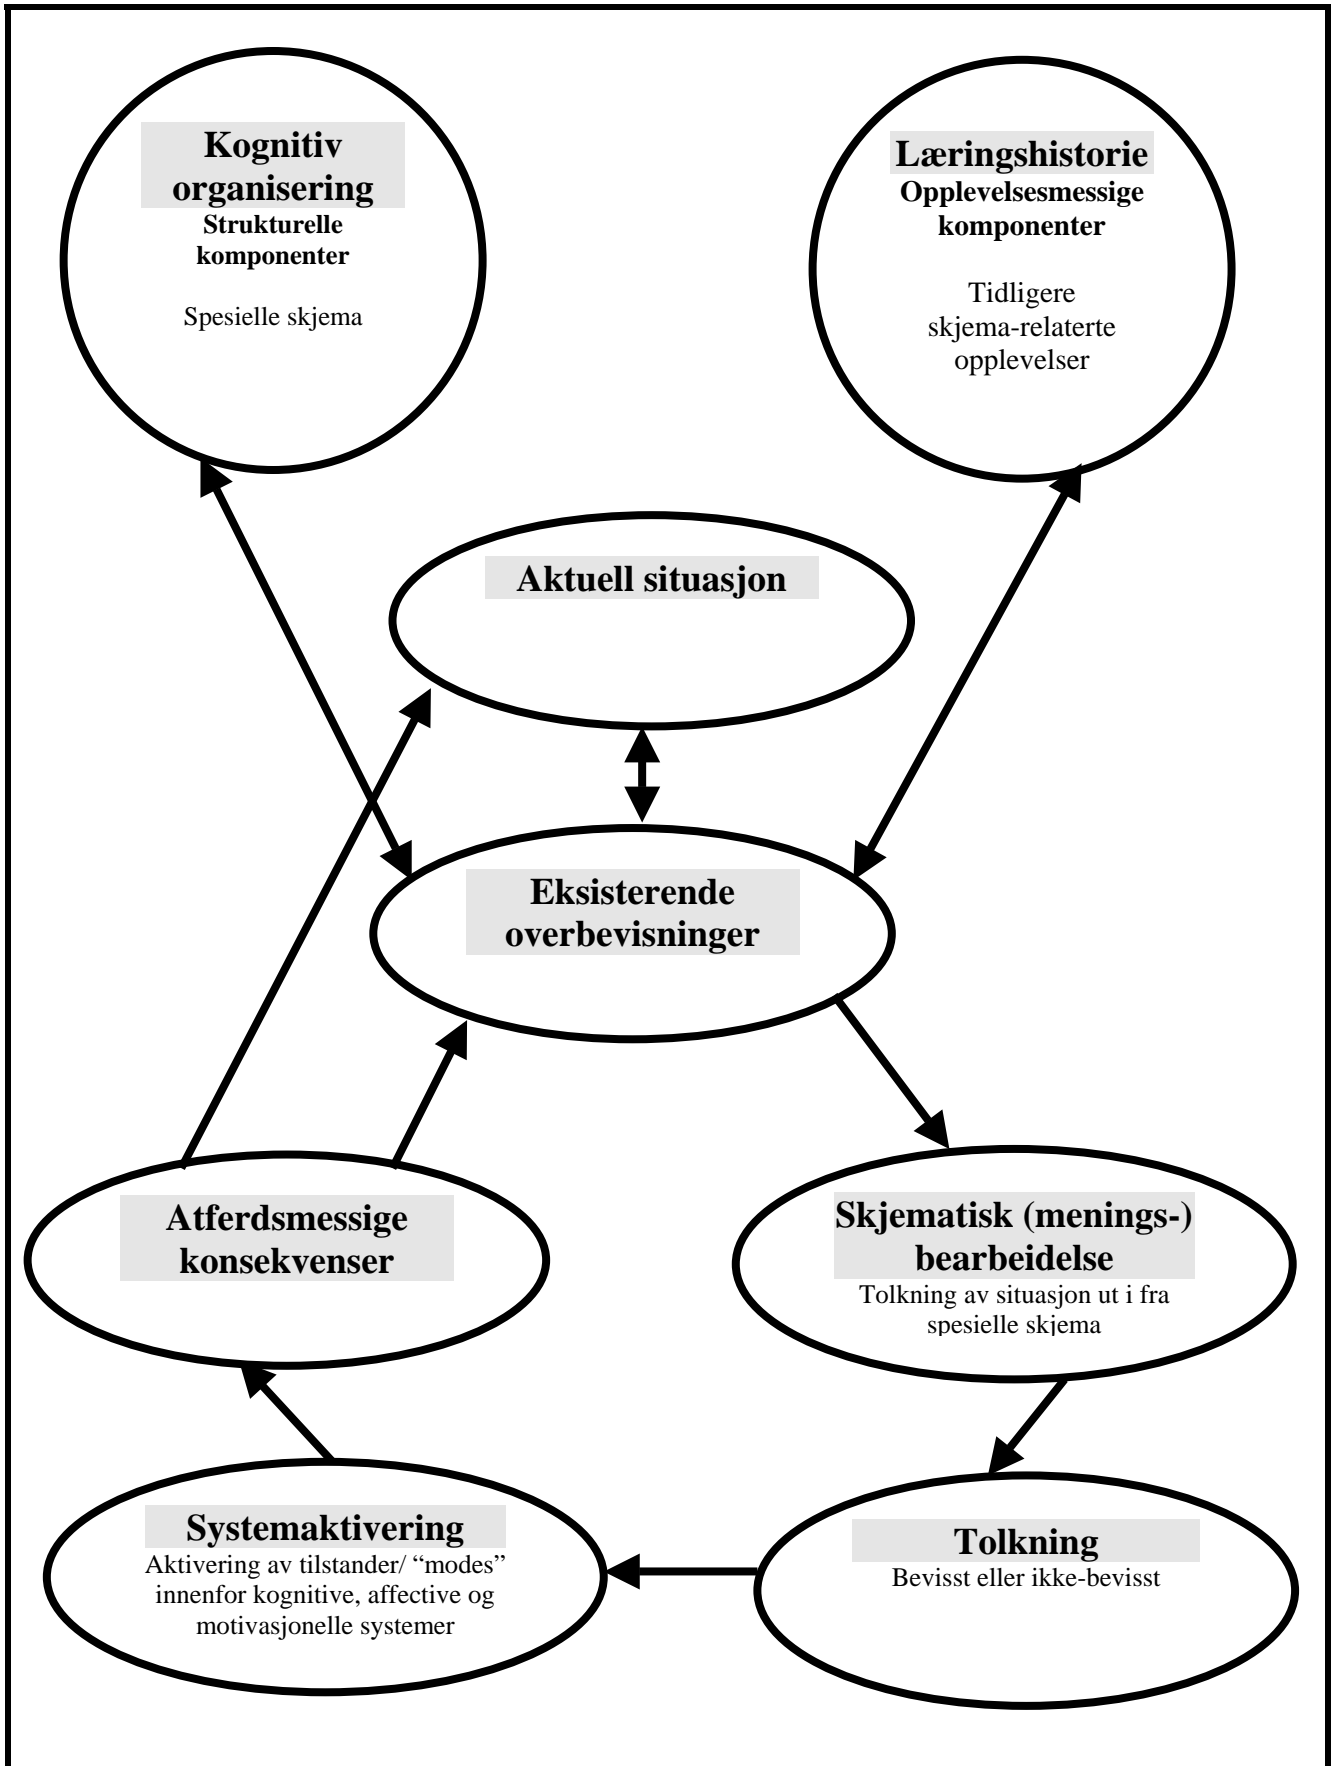 Kognitiv
organisering
Strukturelle
komponenter
Spesielle skjema
Læringshistorie
Opplevelsesmessige
komponenter
Tidligere
skjema-relaterte
opplevelser
Aktuell situasjon
Eksisterende
overbevisninger
Atferdsmessige
konsekvenser
Skjematisk (menings-)
bearbeidelse
Tolkning av situasjon ut i fra
spesielle skjema
Systemaktivering
Aktivering av tilstander/ “modes”
innenfor kognitive, affective og
motivasjonelle systemer
Tolkning
Bevisst eller ikke-bevisst